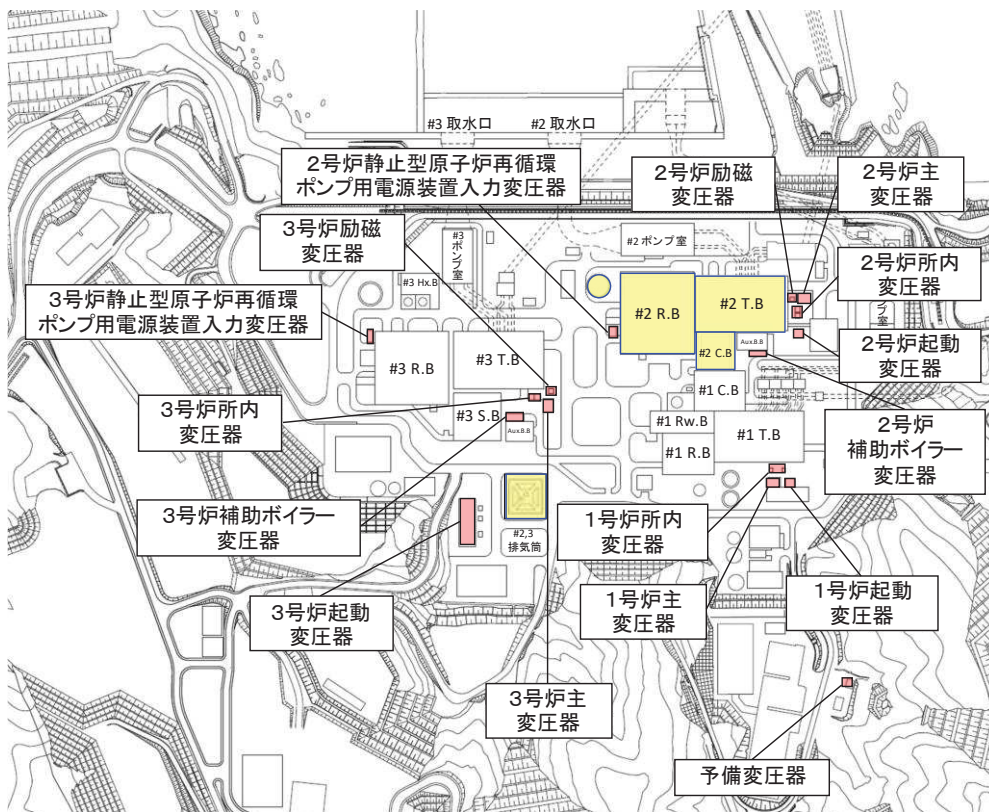 #3 取水口
#2 取水口
2号炉静止型原子炉再循環
ポンプ用電源装置入力変圧器
2号炉励磁
変圧器
2号炉主
変圧器
3号炉励磁
変圧器
#3
ポンプ室
#2 ポンプ室
2号炉所内
変圧器
#3 Hx.B
3号炉静止型原子炉再循環
ポンプ用電源装置入力変圧器
#2 R.B
#2 T.B
室
2号炉起動
変圧器
#3 R.B
#3 T.B
#2 C.B
Aux.B.B
#1 C.B
3号炉所内
変圧器
#3 S.B
Aux.B.B
#1 Rw.B
#1 R.B
#1 T.B
2号炉
補助ボイラー
変圧器
3号炉補助ボイラー
変圧器
#2,3
排気筒
1号炉所内
変圧器
3号炉起動
変圧器
1号炉主
変圧器
1号炉起動
変圧器
3号炉主
変圧器
予備変圧器